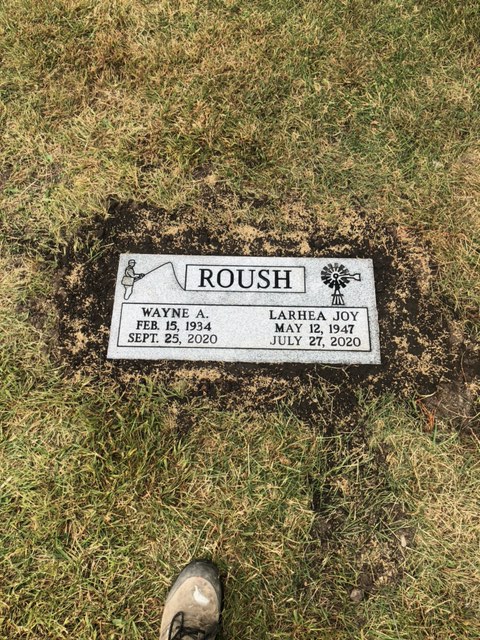 ROUSH
WAYNE A.
FEB. 15, 1934
SEPT. 25, 2020
LARHEA JOY
MAY 12, 1947
JULY 27, 2020